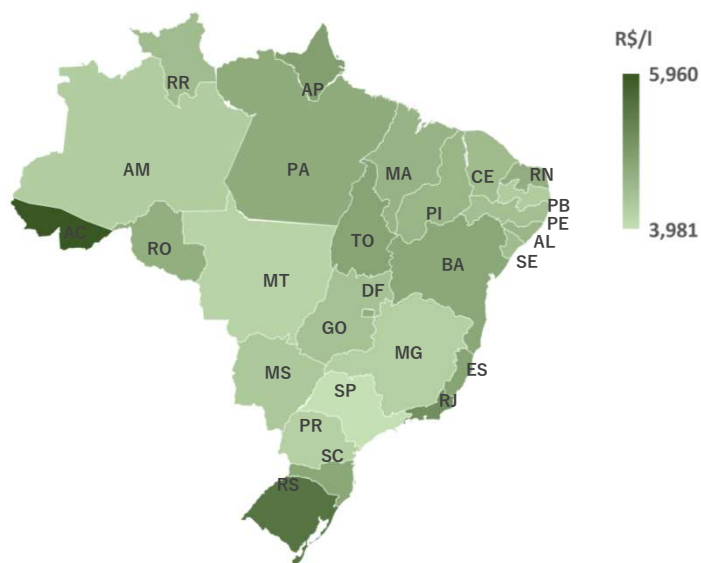 R$/l
5,960
3,981
RR
AP
AM
PA
MA
CE
RN
PB
PE
AL
SE
PI
AC
RO
TO
BA
MT
DF
GO
MG
ES
MS
SP
RJ
PR
SC
RS